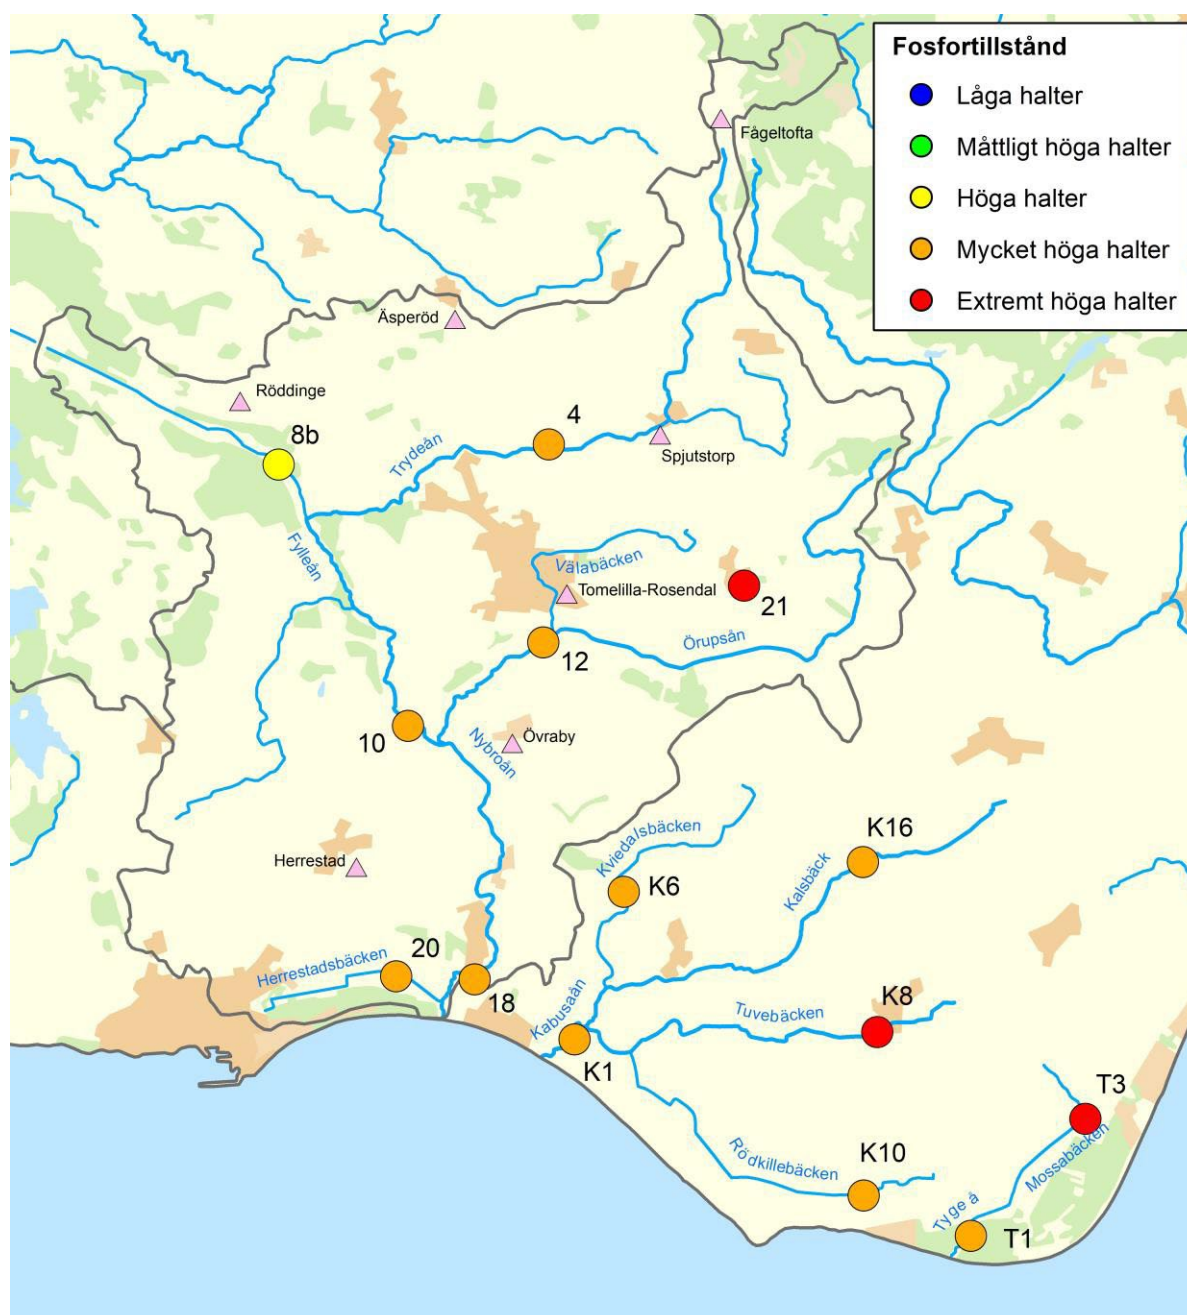 Fosfortillstånd
Låga halter
Måttligt höga halter
Höga halter
Mycket höga halter
Extremt höga halter
Fågeltofta
Äsperöd
Röddinge
8b
4
Trydeån
Spjutstorp
Fylleån
Välabäcken
Tomelilla-Rosendal
21
12
Örupsån
10
Nybroån
Övraby
Herrestad
Kviedalsbäcken
K6
K16
Kalsbäck
Herrestadsbäcken
20
18
Kabusaån
K1
Tuvebäcken
K8
T3
Mossabäcken
Rödkillebäcken
K10
Tyge å
T1